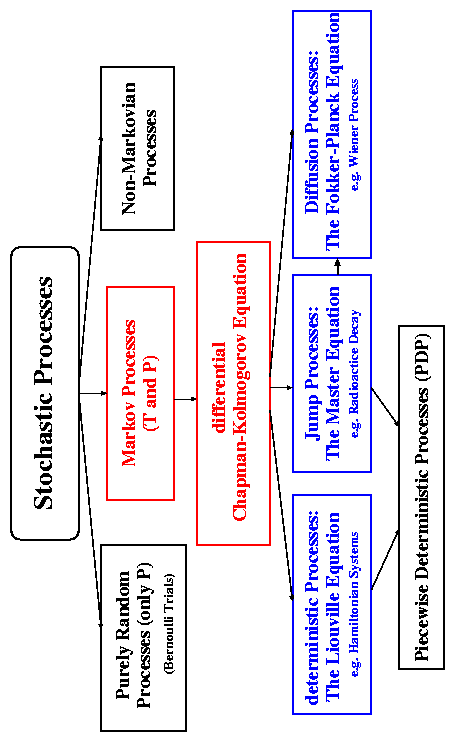 Stochastic Processes
Purely Random
Processes (only P)
(Bernoulli Trials)
Markov Processes
(T and P)
Non-Markovian
Processes
differential
Chapman-Kolmogorov Equation
deterministic Processes:
The Liouville Equation
e.g. Hamiltonian Systems
Jump Processes:
The Master Equation
e.g. Radioactice Decay
Diffusion Processes:
The Fokker-Planck Equation
e.g. Wiener Process
Piecewise Deterministic Processes (PDP)